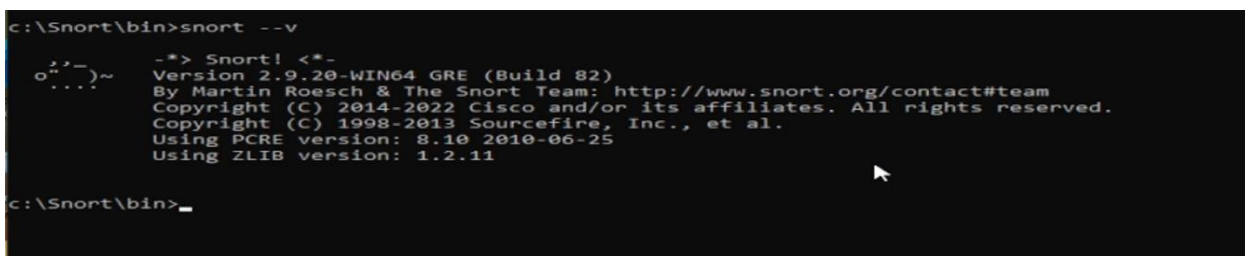 c:\Snort\bin>snort --v
,,_ -*> Snort! <*-
o"  )~ Version 2.9.20-WIN64 GRE (Build 82)
'''' By Martin Roesch & The Snort Team: http://www.snort.org/contact#team
Copyright (C) 2014-2022 Cisco and/or its affiliates. All rights reserved.
Copyright (C) 1998-2013 Sourcefire, Inc., et al.
Using PCRE version: 8.10 2010-06-25
Using ZLIB version: 1.2.11
c:\Snort\bin>_